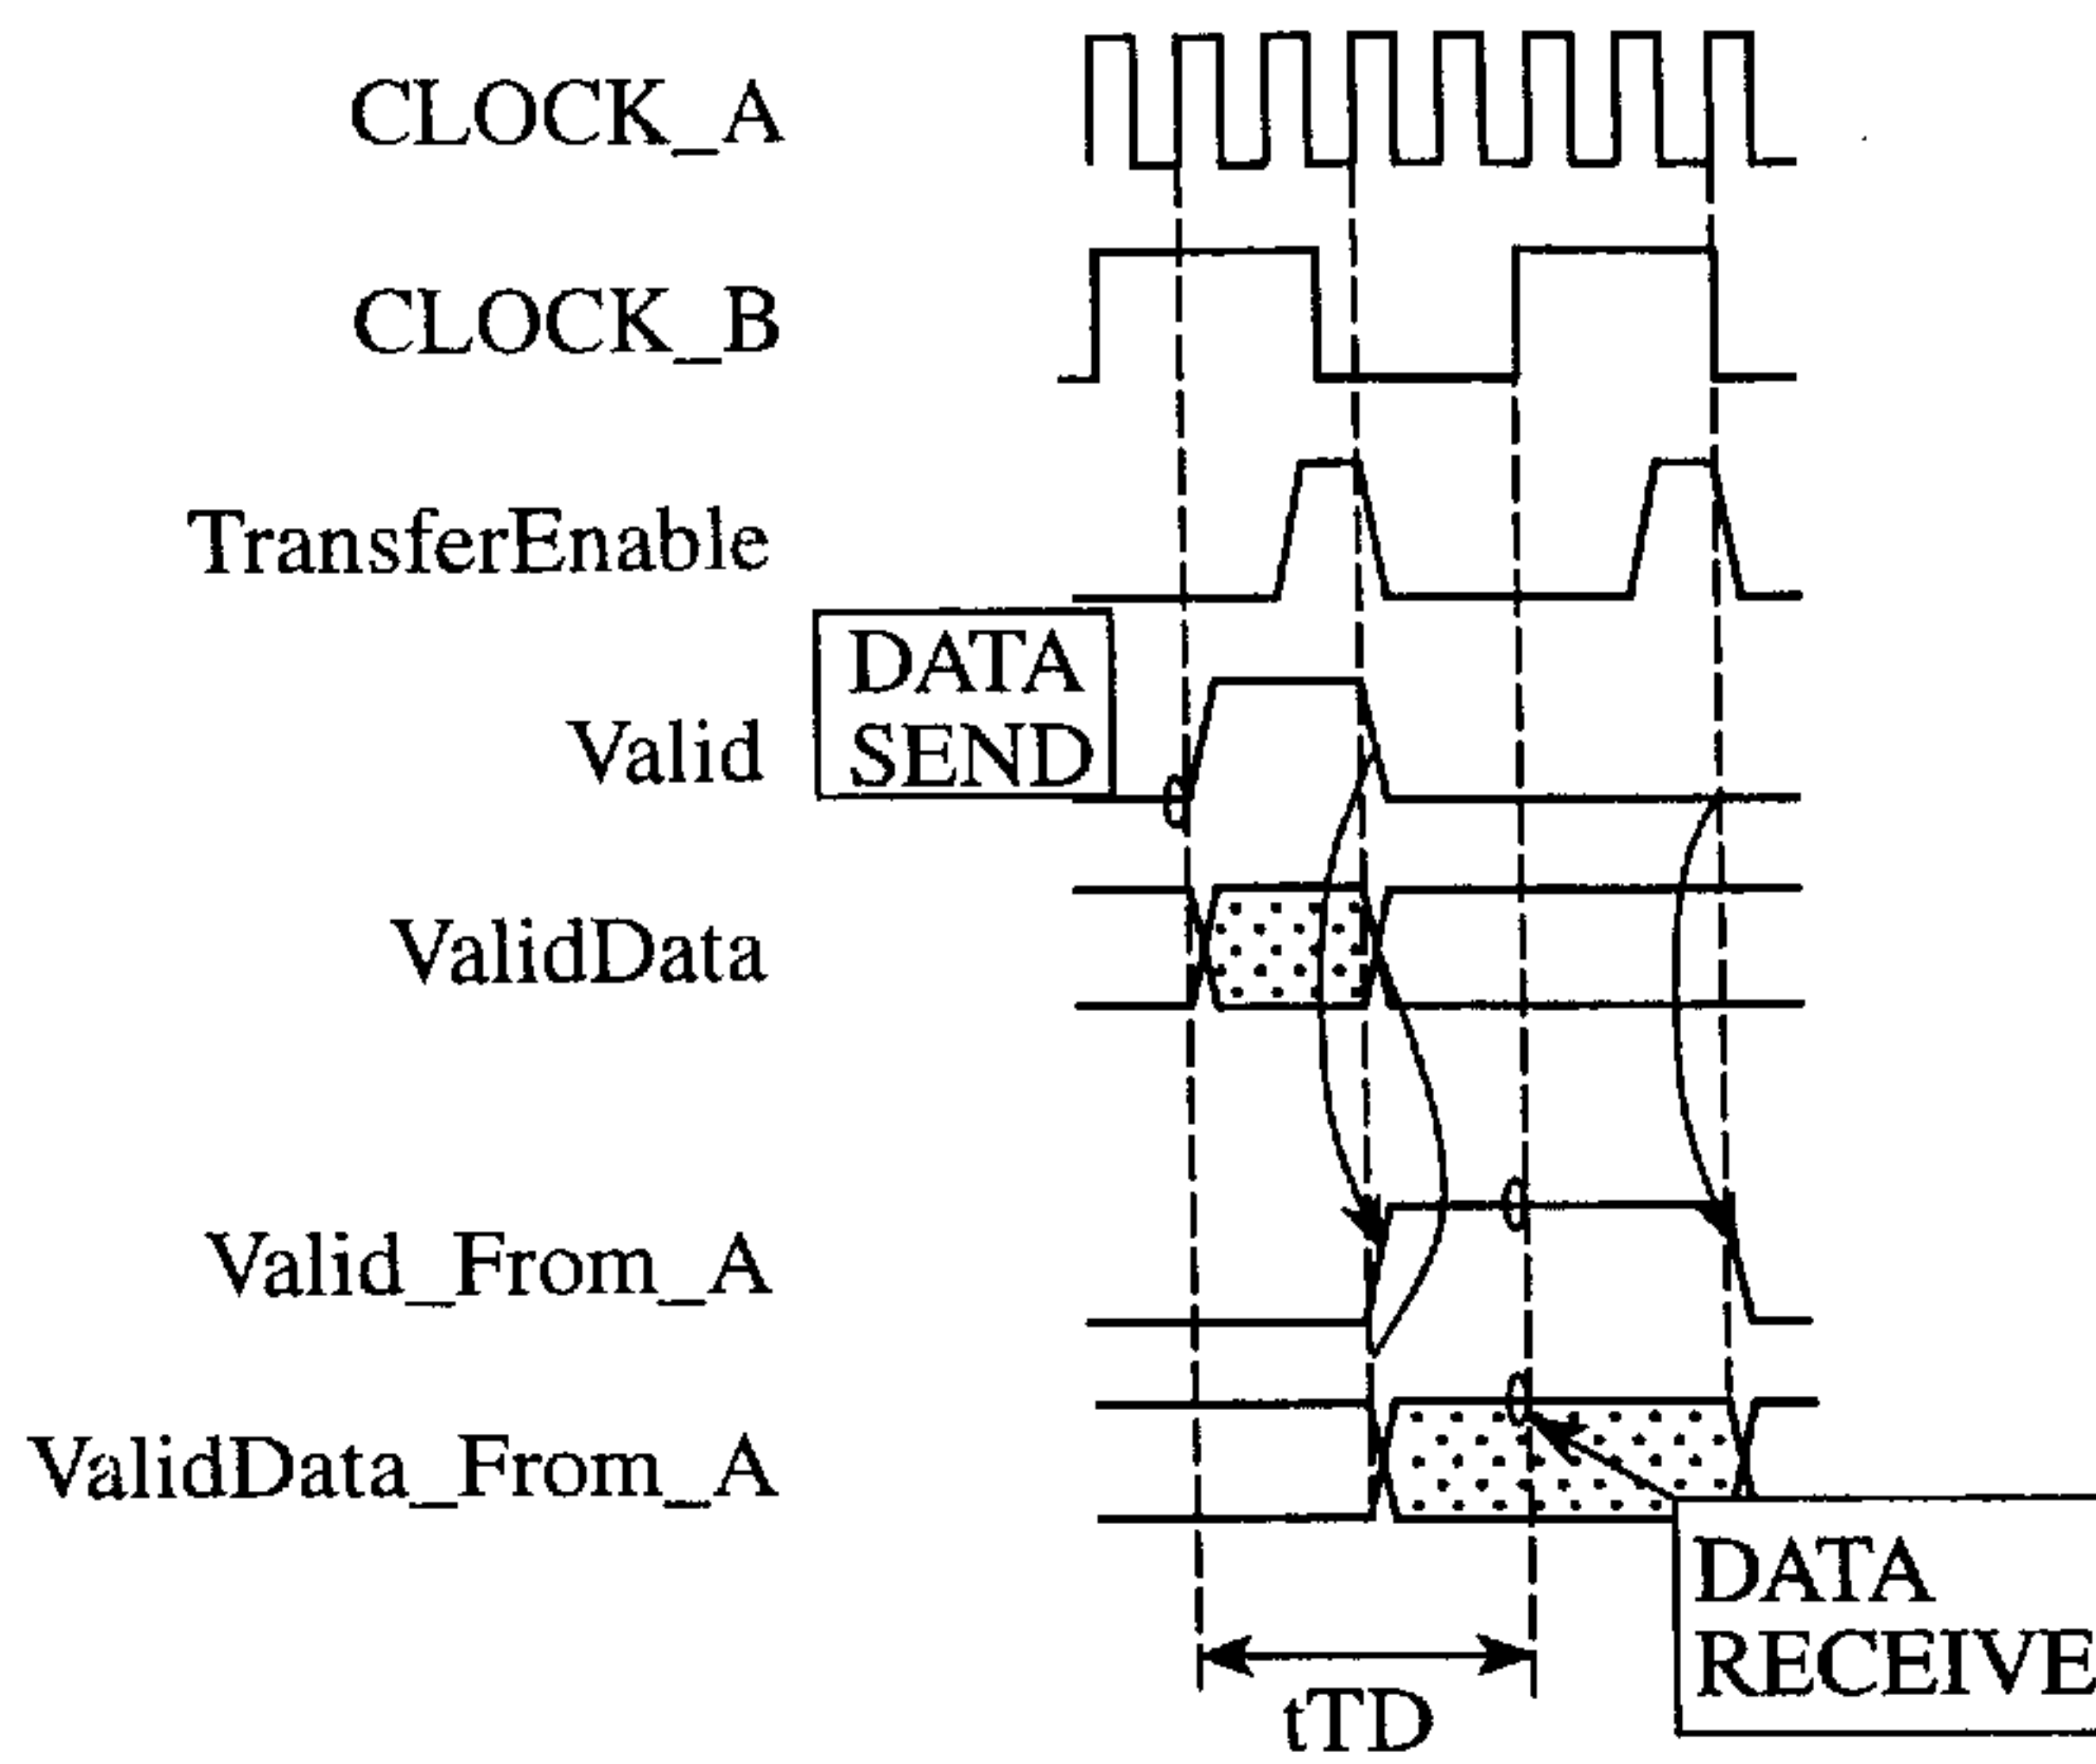 CLOCK_A
CLOCK_B
TransferEnable
DATA
SEND
Valid
ValidData
Valid_From_A
ValidData_From_A
DATA
RECEIVE
tTD